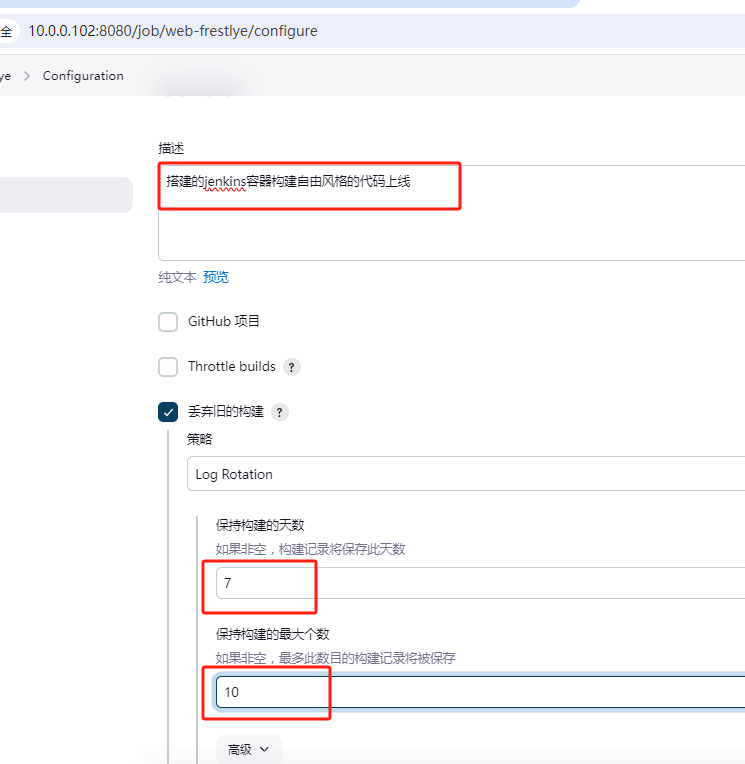 全 10.0.0.102:8080/job/web-frestlye/configure
ye > Configuration
描述
搭建的jenkins容器构建自由风格的代码上线
纯文本 预览
GitHub 项目
Throttle builds ?
丢弃旧的构建 ?
策略
Log Rotation
保持构建的天数
如果非空，构建记录将保存此天数
7
保持构建的最大个数
如果非空，最多此数目的构建记录将被保存
10
高级